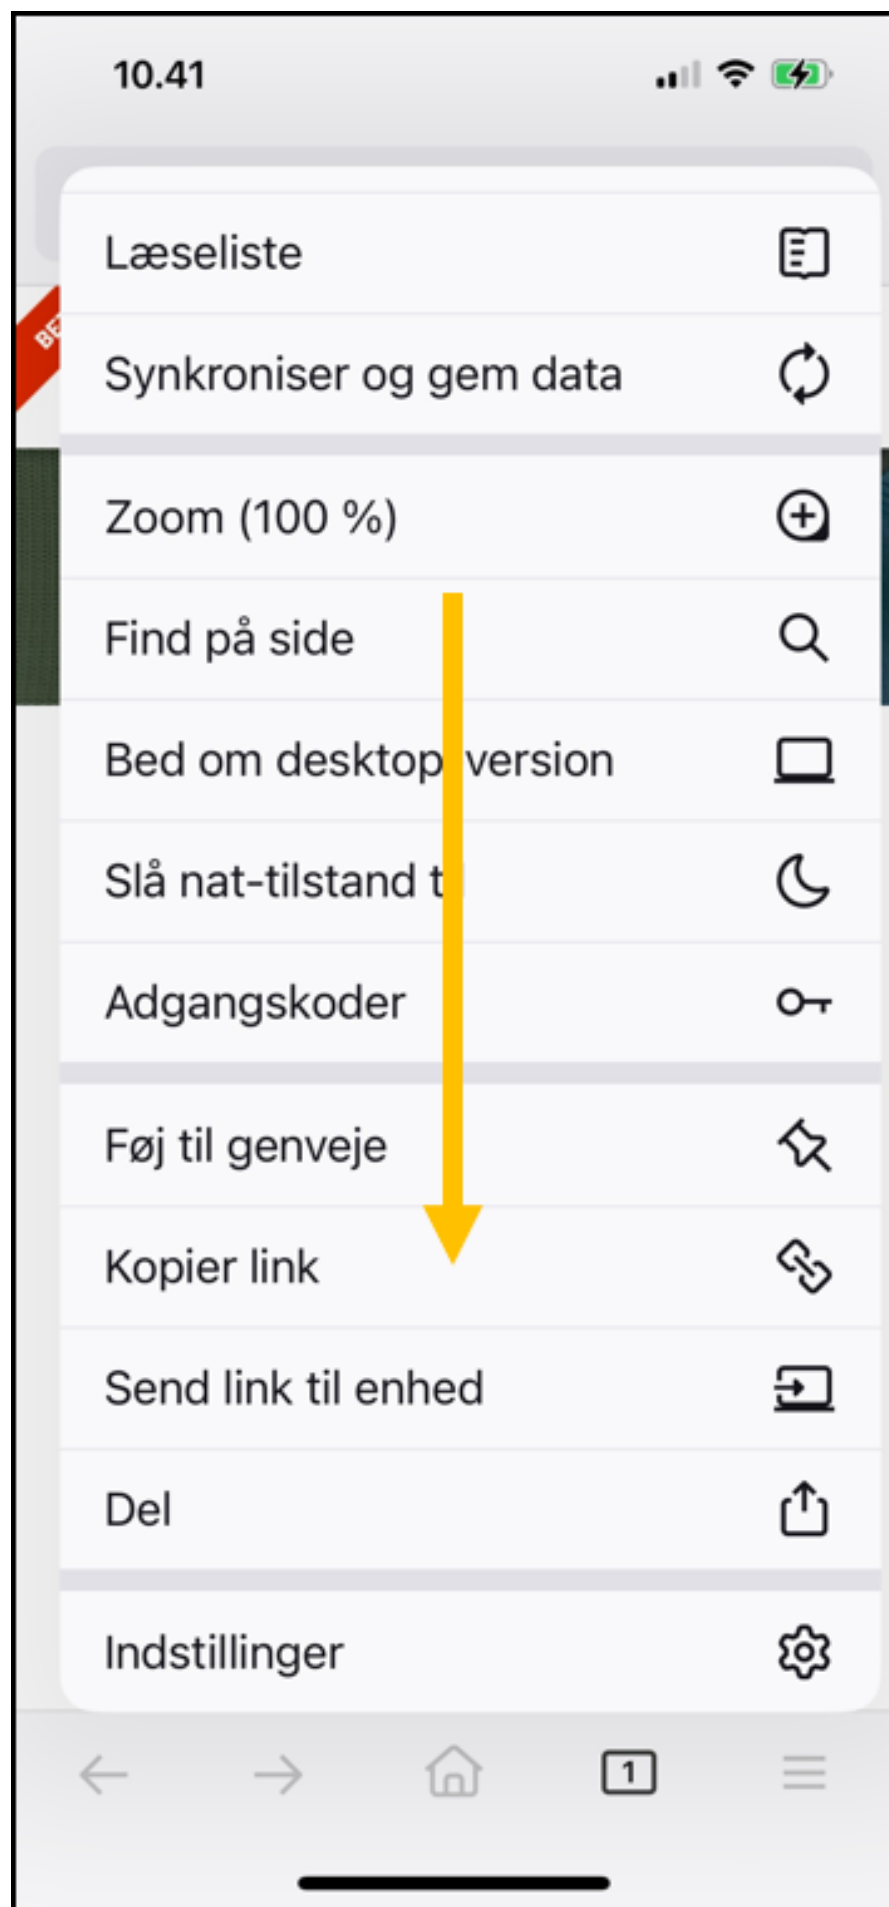 10.41
Læseliste
BET
Synkroniser og gem data
Zoom (100 %)
Find på side
Bed om desktop version
Slå nat-tilstand t
Adgangskoder
Føj til genveje
Kopier link
Send link til enhed
Del
Indstillinger
1